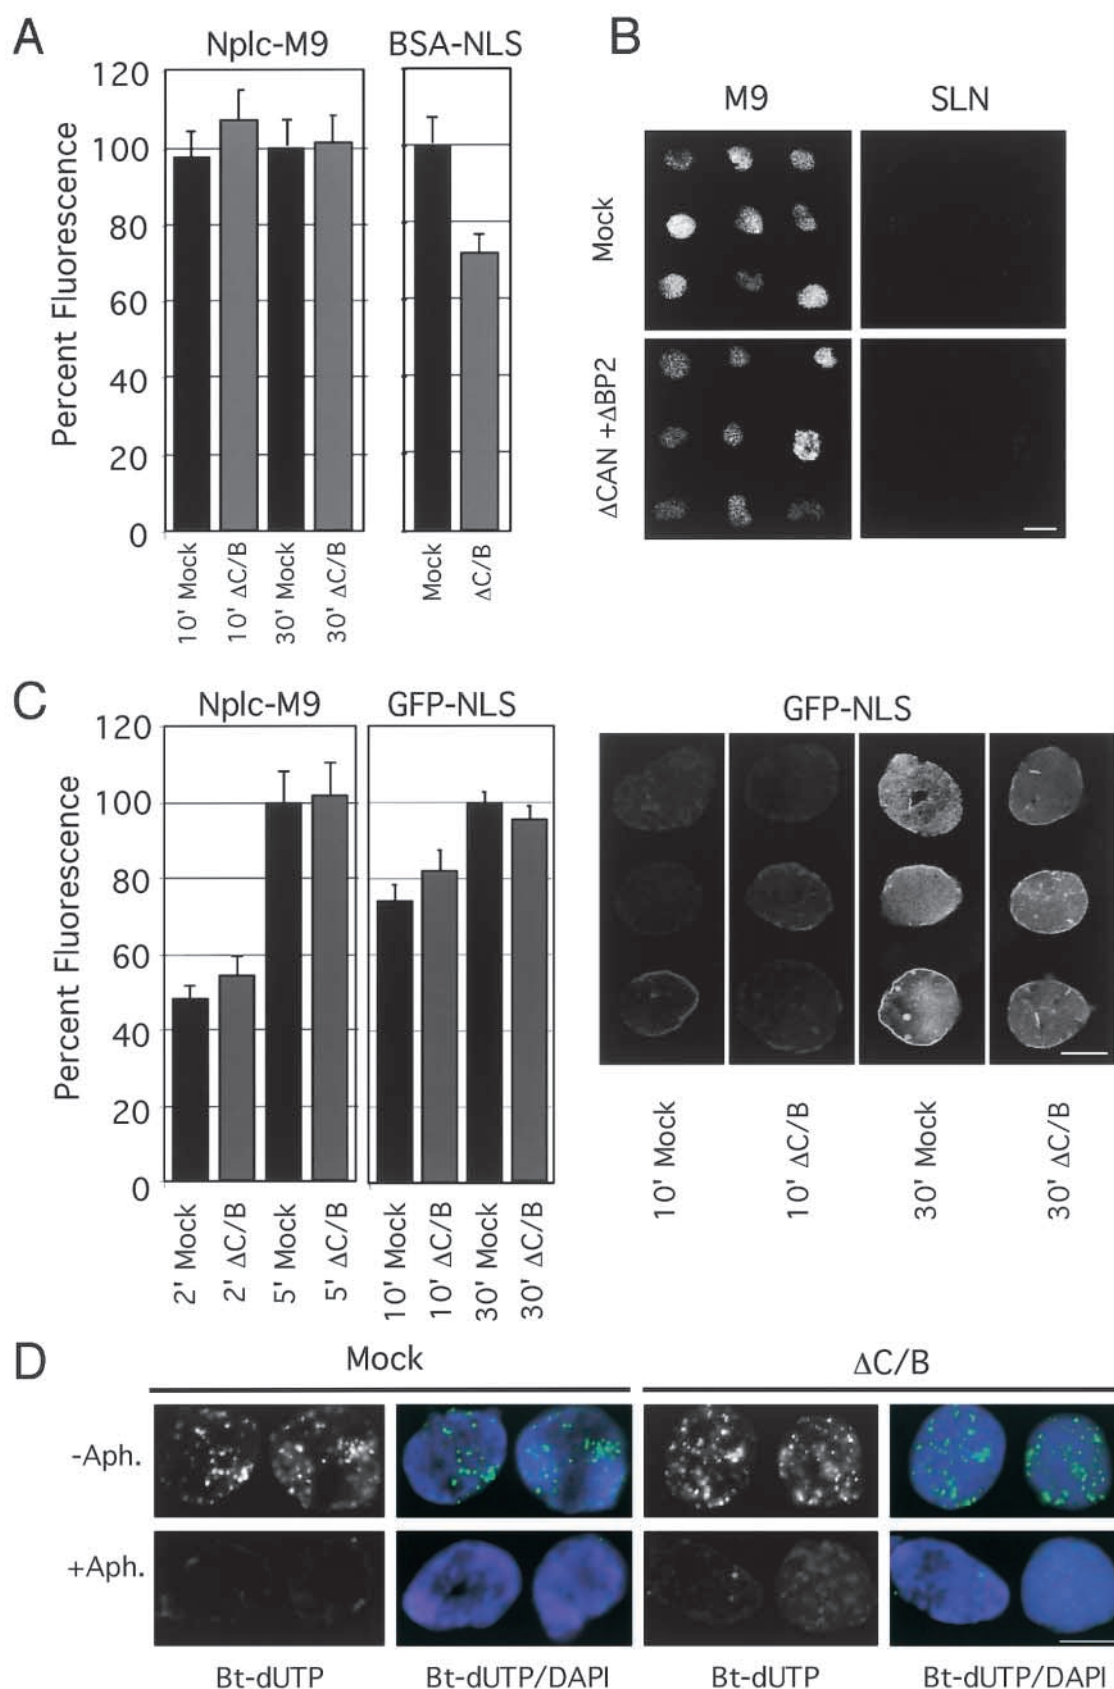 A
Nplc-M9
BSA-NLS
Percent Fluorescence
120
100
80
60
40
20
0
10' Mock
10' ΔC/B
30' Mock
30' ΔC/B
Mock
ΔC/B
B
M9
SLN
Mock
ΔCAN +ΔBP2
C
Nplc-M9
GFP-NLS
Percent Fluorescence
120
100
80
60
40
20
0
2' Mock
2' ΔC/B
5' Mock
5' ΔC/B
10' Mock
10' ΔC/B
30' Mock
30' ΔC/B
GFP-NLS
10' Mock
10' ΔC/B
30' Mock
30' ΔC/B
D
Mock
ΔC/B
-Aph.
+Aph.
Bt-dUTP
Bt-dUTP/DAPI
Bt-dUTP
Bt-dUTP/DAPI